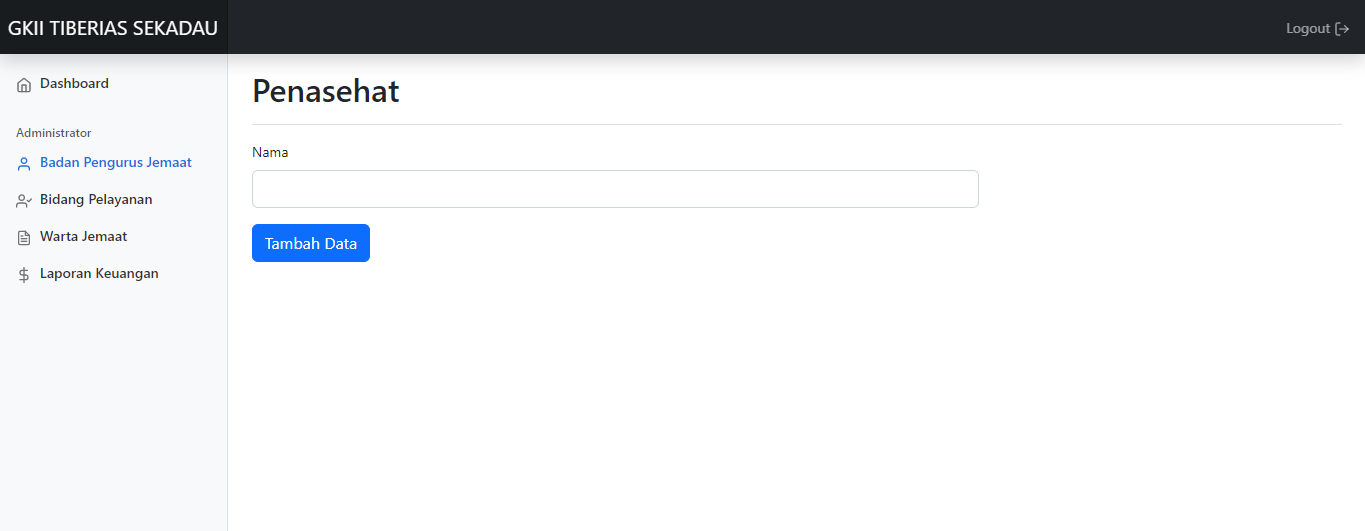 GKII TIBERIAS SEKADAU
Logout
Dashboard
Administrator
Badan Pengurus Jemaat
Bidang Pelayanan
Warta Jemaat
Laporan Keuangan
Penasehat
Nama
Tambah Data